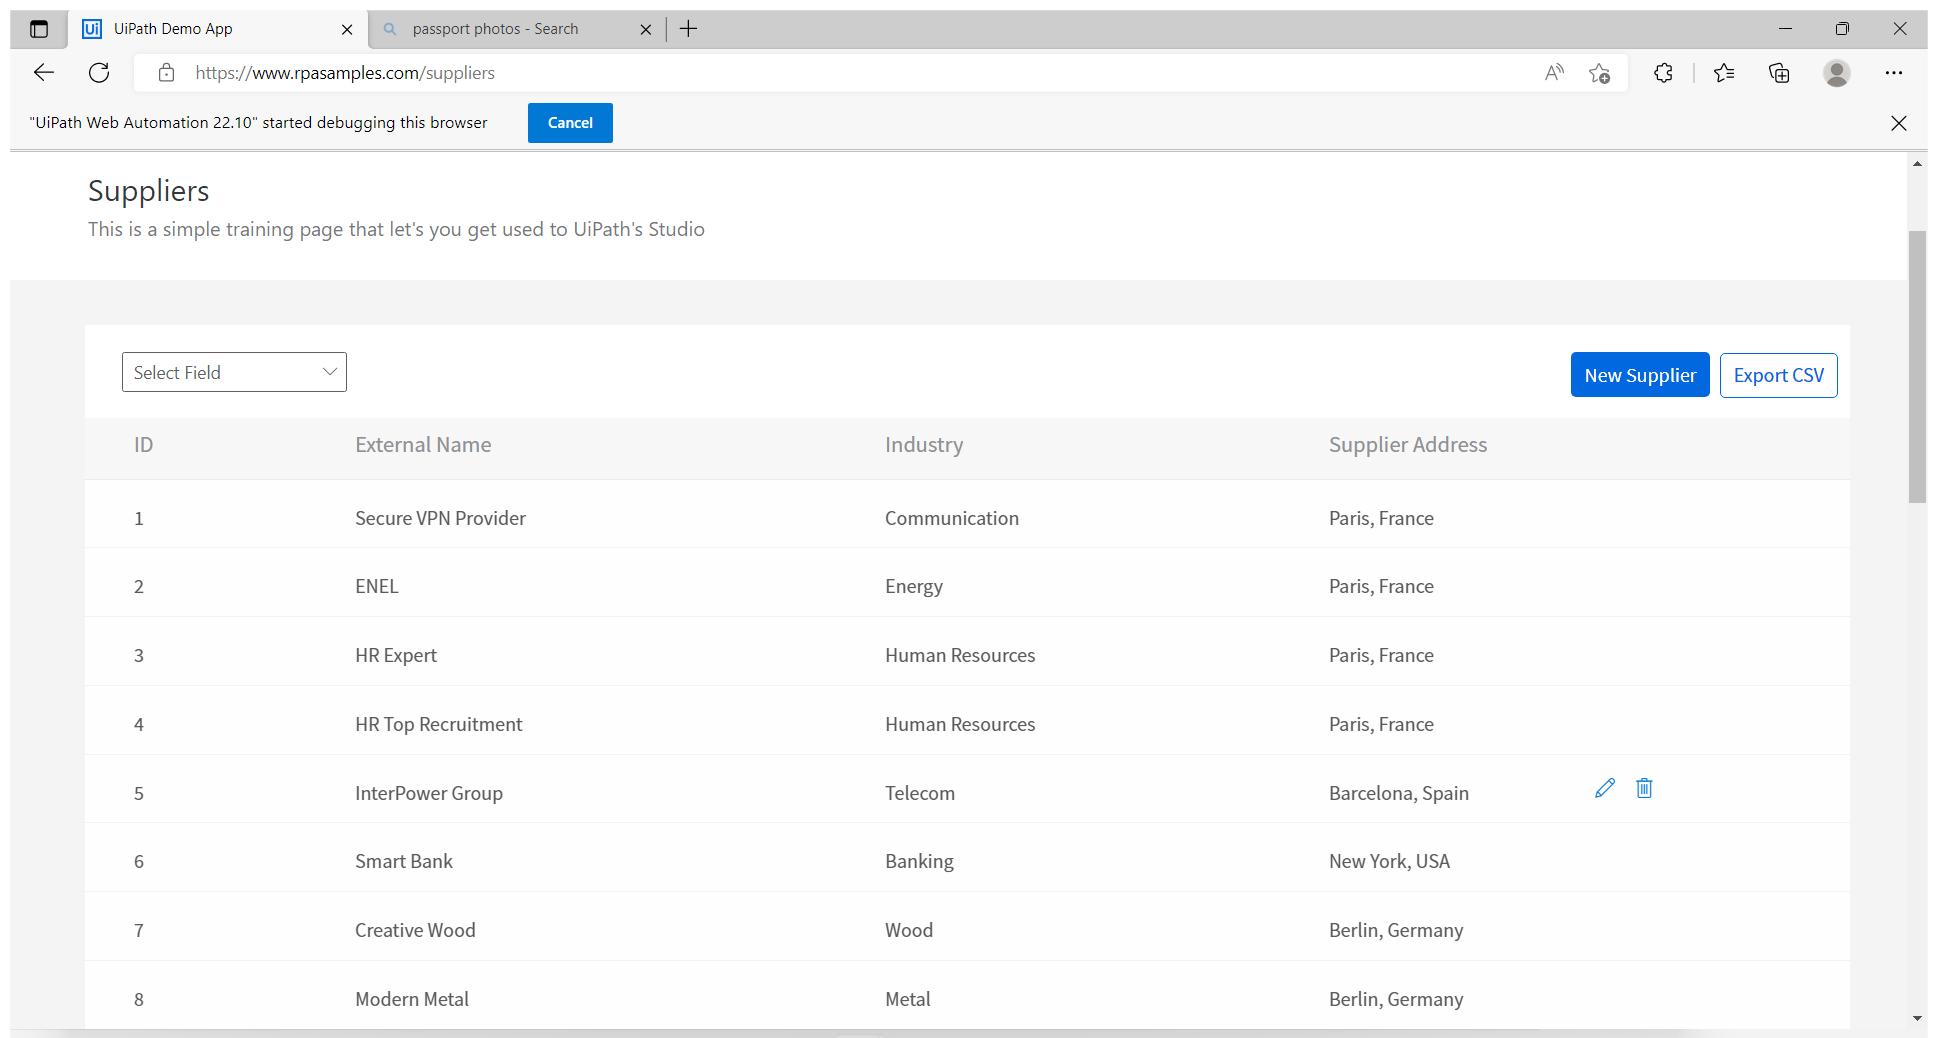 UiPath Demo App
passport photos - Search
https://www.rpasamples.com/suppliers
"UiPath Web Automation 22.10" started debugging this browser
Cancel
Suppliers
This is a simple training page that let's you get used to UiPath's Studio
Select Field
New Supplier
Export CSV
ID External Name Industry Supplier Address
1 Secure VPN Provider Communication Paris, France
2 ENEL Energy Paris, France
3 HR Expert Human Resources Paris, France
4 HR Top Recruitment Human Resources Paris, France
5 InterPower Group Telecom Barcelona, Spain
6 Smart Bank Banking New York, USA
7 Creative Wood Wood Berlin, Germany
8 Modern Metal Metal Berlin, Germany